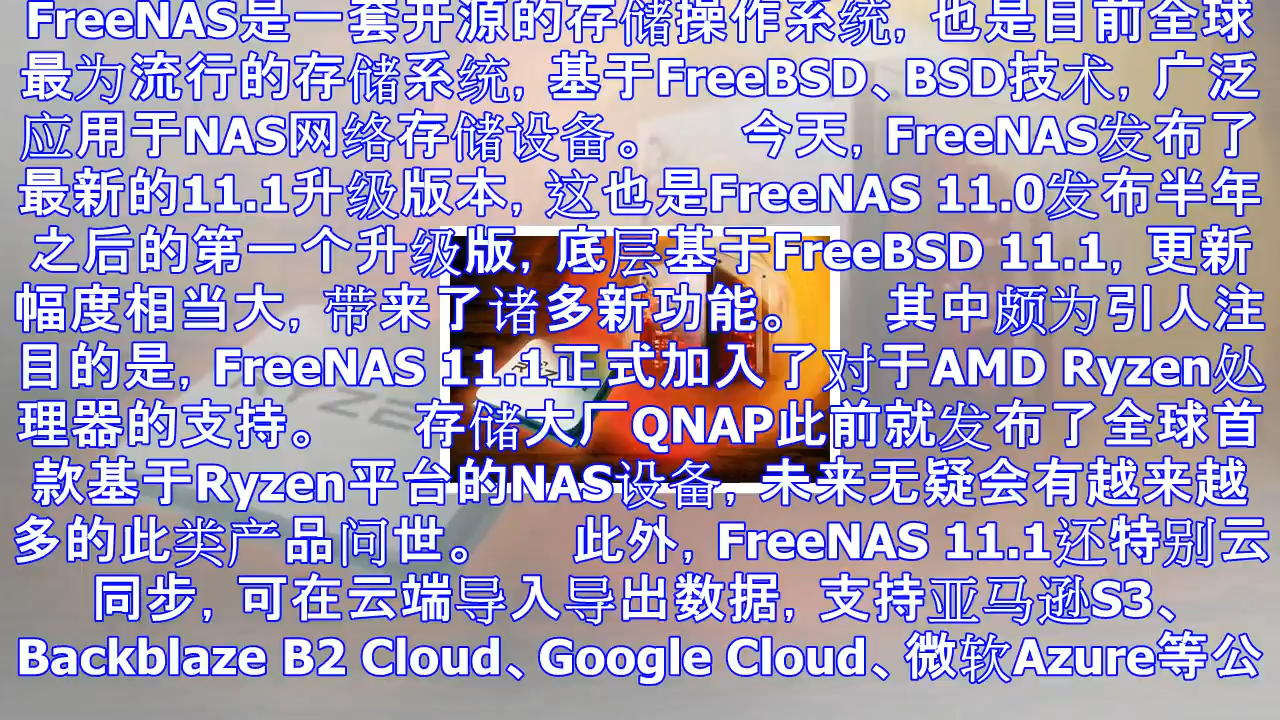 FreeNAS是一套开源的存储操作系统，也是目前全球
最为流行的存储系统，基于FreeBSD、BSD技术，广泛
应用于NAS网络存储设备。　　今天，FreeNAS发布了
最新的11.1升级版本，这也是FreeNAS 11.0发布半年
之后的第一个升级版，底层基于FreeBSD 11.1，更新
幅度相当大，带来了诸多新功能。　　其中颇为引人注
目的是，FreeNAS 11.1正式加入了对于AMD Ryzen处
理器的支持。　　存储大厂QNAP此前就发布了全球首
款基于Ryzen平台的NAS设备，未来无疑会有越来越
多的此类产品问世。　　此外，FreeNAS 11.1还特别云
同步，可在云端导入导出数据，支持亚马逊S3、
Backblaze B2 Cloud、Google Cloud、微软Azure等公